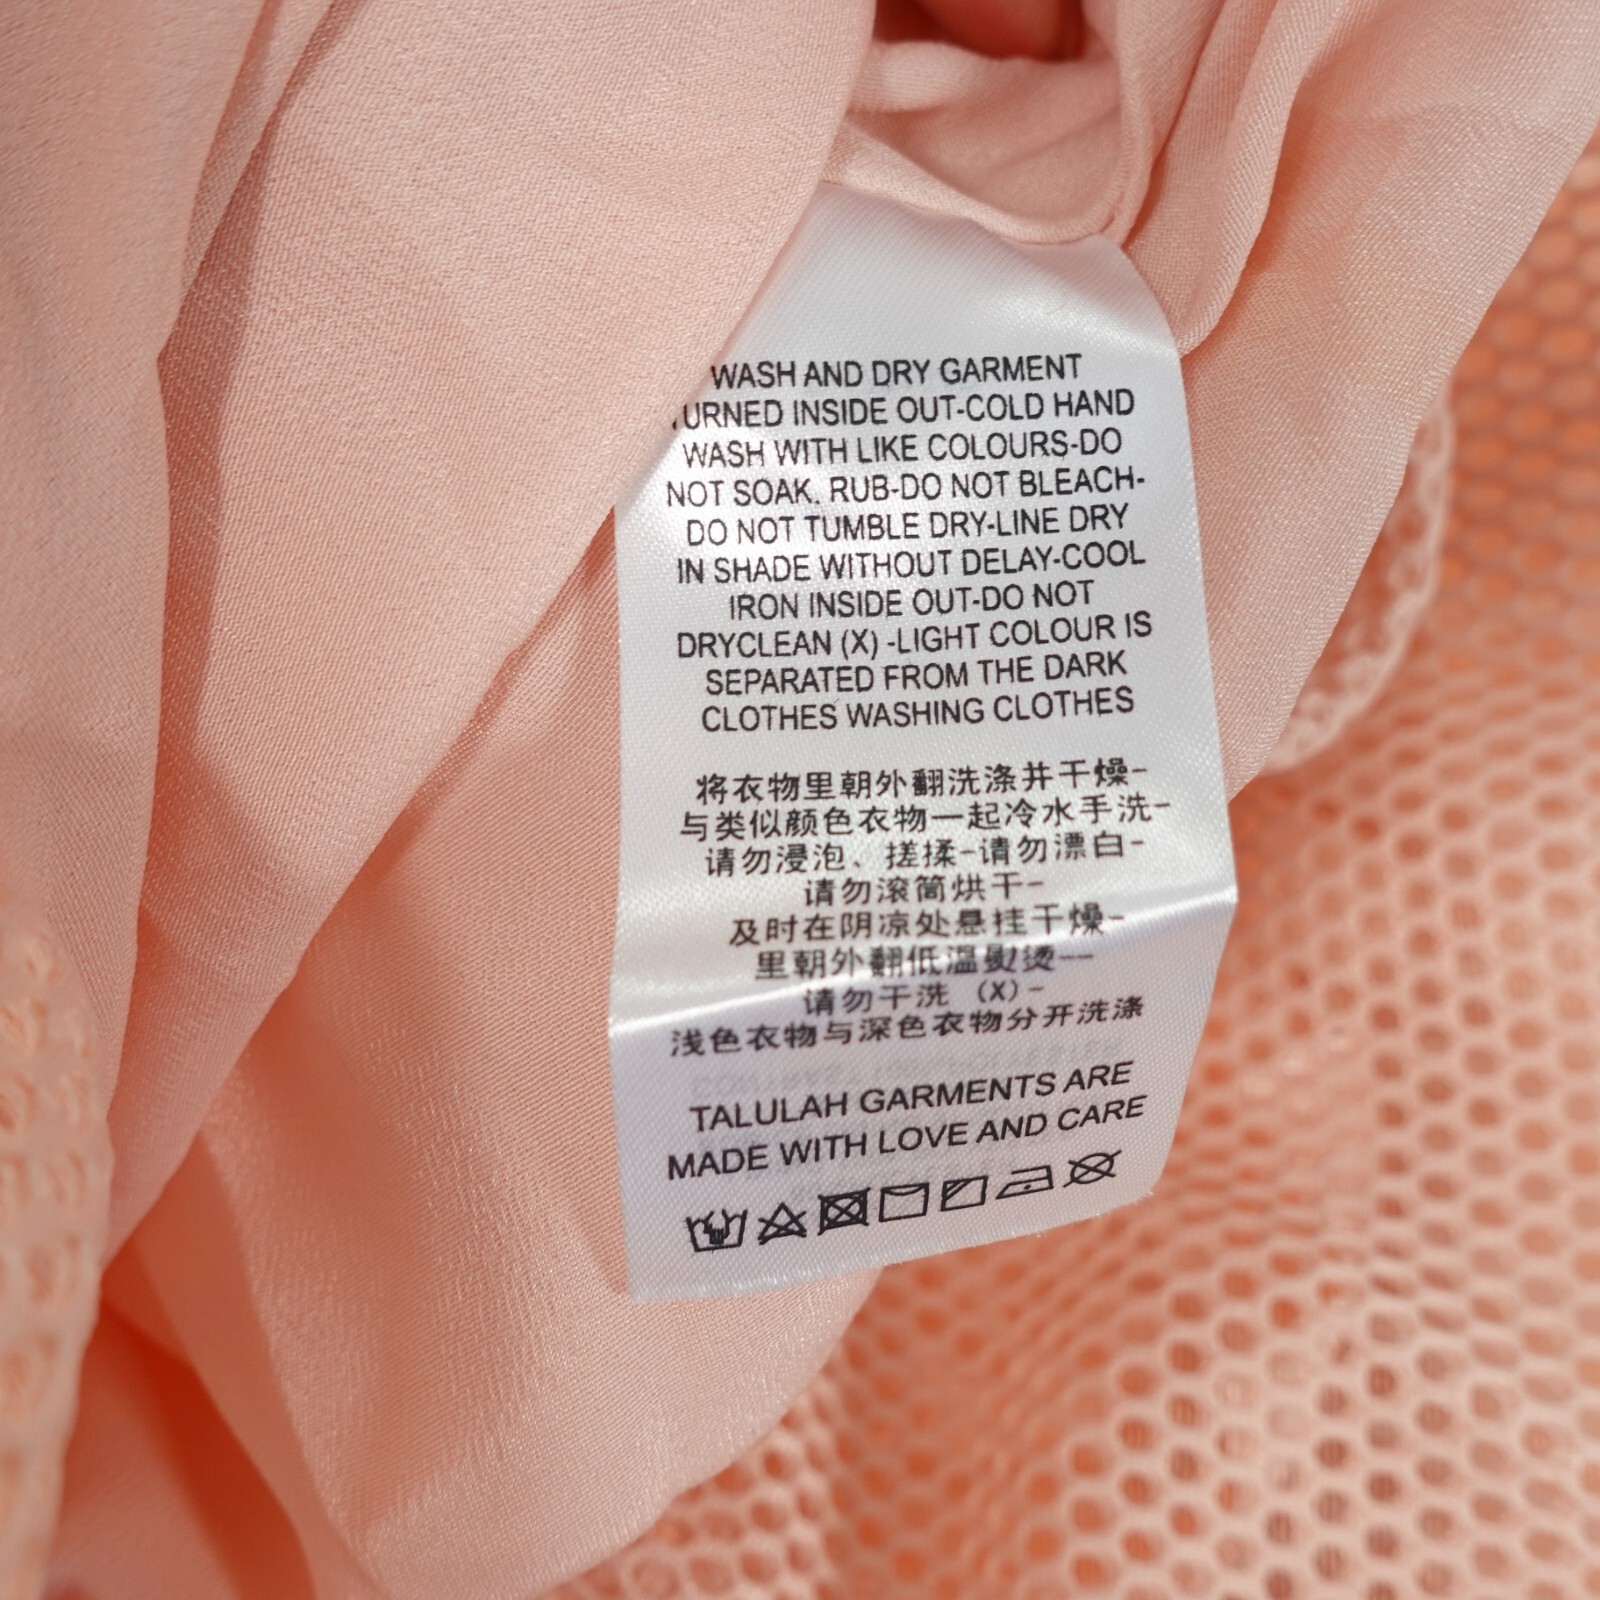 WASH AND DRY GARMENT
TURNED INSIDE OUT-COLD HAND
WASH WITH LIKE COLOURS-DO
NOT SOAK. RUB-DO NOT BLEACH-
DO NOT TUMBLE DRY-LINE DRY
IN SHADE WITHOUT DELAY-COOL
IRON INSIDE OUT-DO NOT
DRYCLEAN (X) -LIGHT COLOUR IS
SEPARATED FROM THE DARK
CLOTHES WASHING CLOTHES
将衣物里朝外翻洗涤并干燥-
与类似颜色衣物一起冷水手洗-
请勿浸泡、搓揉-请勿漂白-
请勿滚筒烘干-
及时在阴凉处悬挂干燥-
里朝外翻低温熨烫--
请勿干洗 (X)-
浅色衣物与深色衣物分开洗涤
TALULAH GARMENTS ARE
MADE WITH LOVE AND CARE